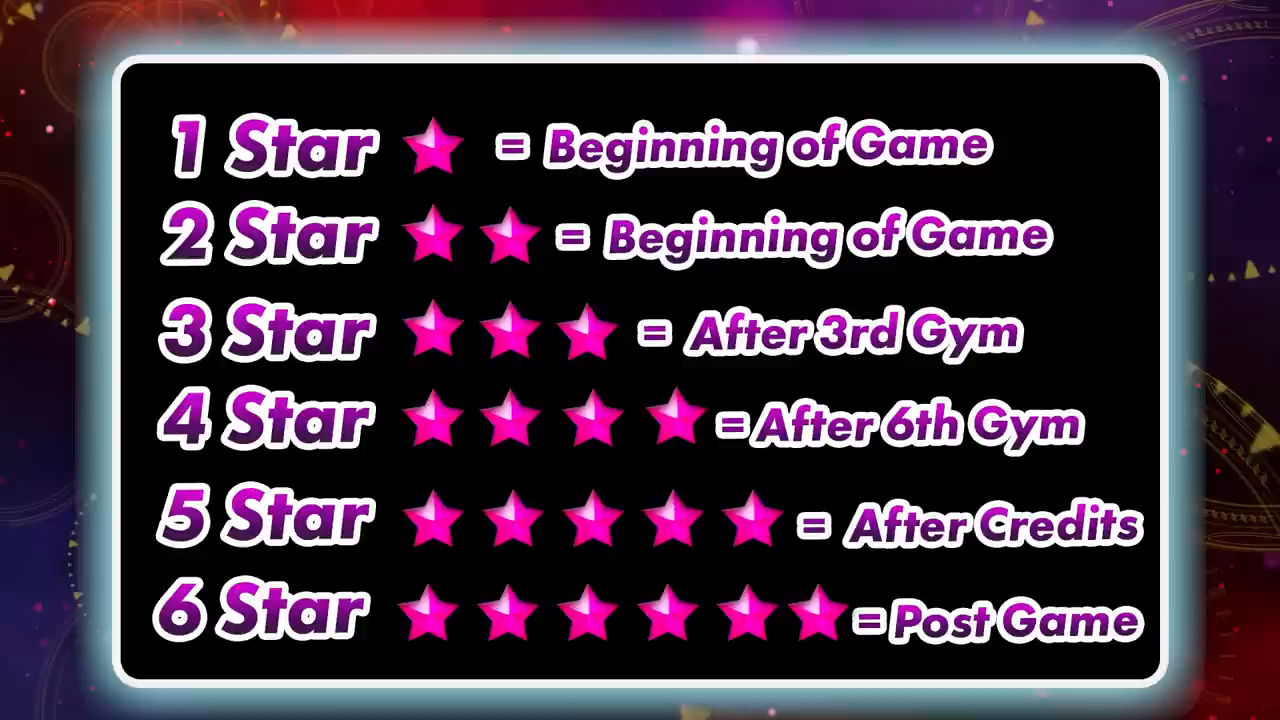 1 Star = Beginning of Game
2 Star = Beginning of Game
3 Star = After 3rd Gym
4 Star = After 6th Gym
5 Star = After Credits
6 Star = Post Game